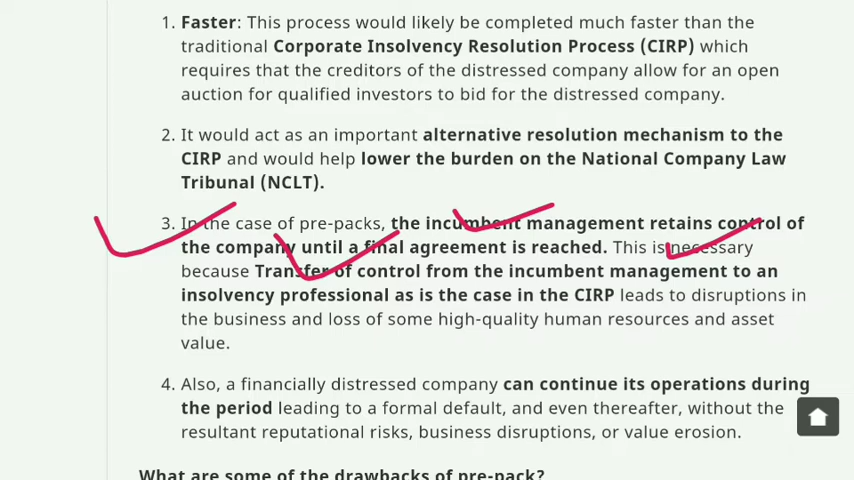 1. Faster: This process would likely be completed much faster than the
traditional Corporate Insolvency Resolution Process (CIRP) which
requires that the creditors of the distressed company allow for an open
auction for qualified investors to bid for the distressed company.
2. It would act as an important alternative resolution mechanism to the
CIRP and would help lower the burden on the National Company Law
Tribunal (NCLT).
3. In the case of pre-packs, the incumbent management retains control of
the company until a final agreement is reached. This is necessary
because Transfer of control from the incumbent management to an
insolvency professional as is the case in the CIRP leads to disruptions in
the business and loss of some high-quality human resources and asset
value.
4. Also, a financially distressed company can continue its operations during
the period leading to a formal default, and even thereafter, without the
resultant reputational risks, business disruptions, or value erosion.
What are some of the drawbacks of pre-pack?